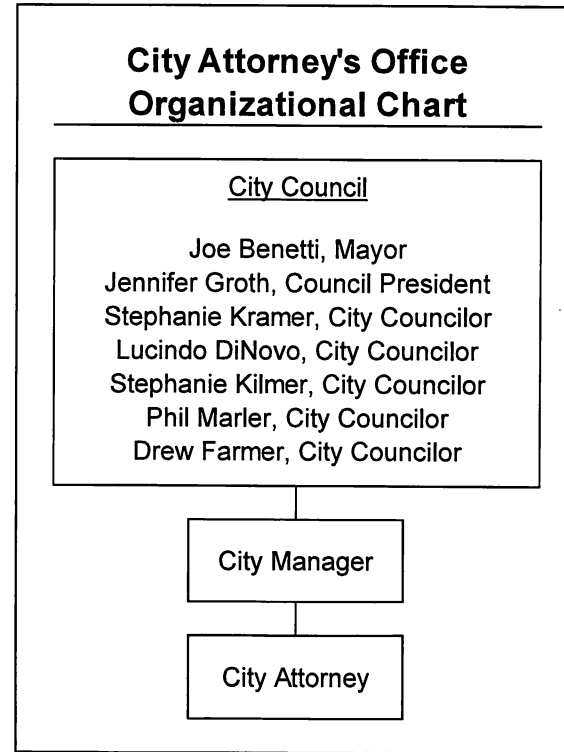 City Attorney's Office
Organizational Chart
City Council
Joe Benetti, Mayor
Jennifer Groth, Council President
Stephanie Kramer, City Councilor
Lucindo DiNovo, City Councilor
Stephanie Kilmer, City Councilor
Phil Marler, City Councilor
Drew Farmer, City Councilor
City Manager
City Attorney